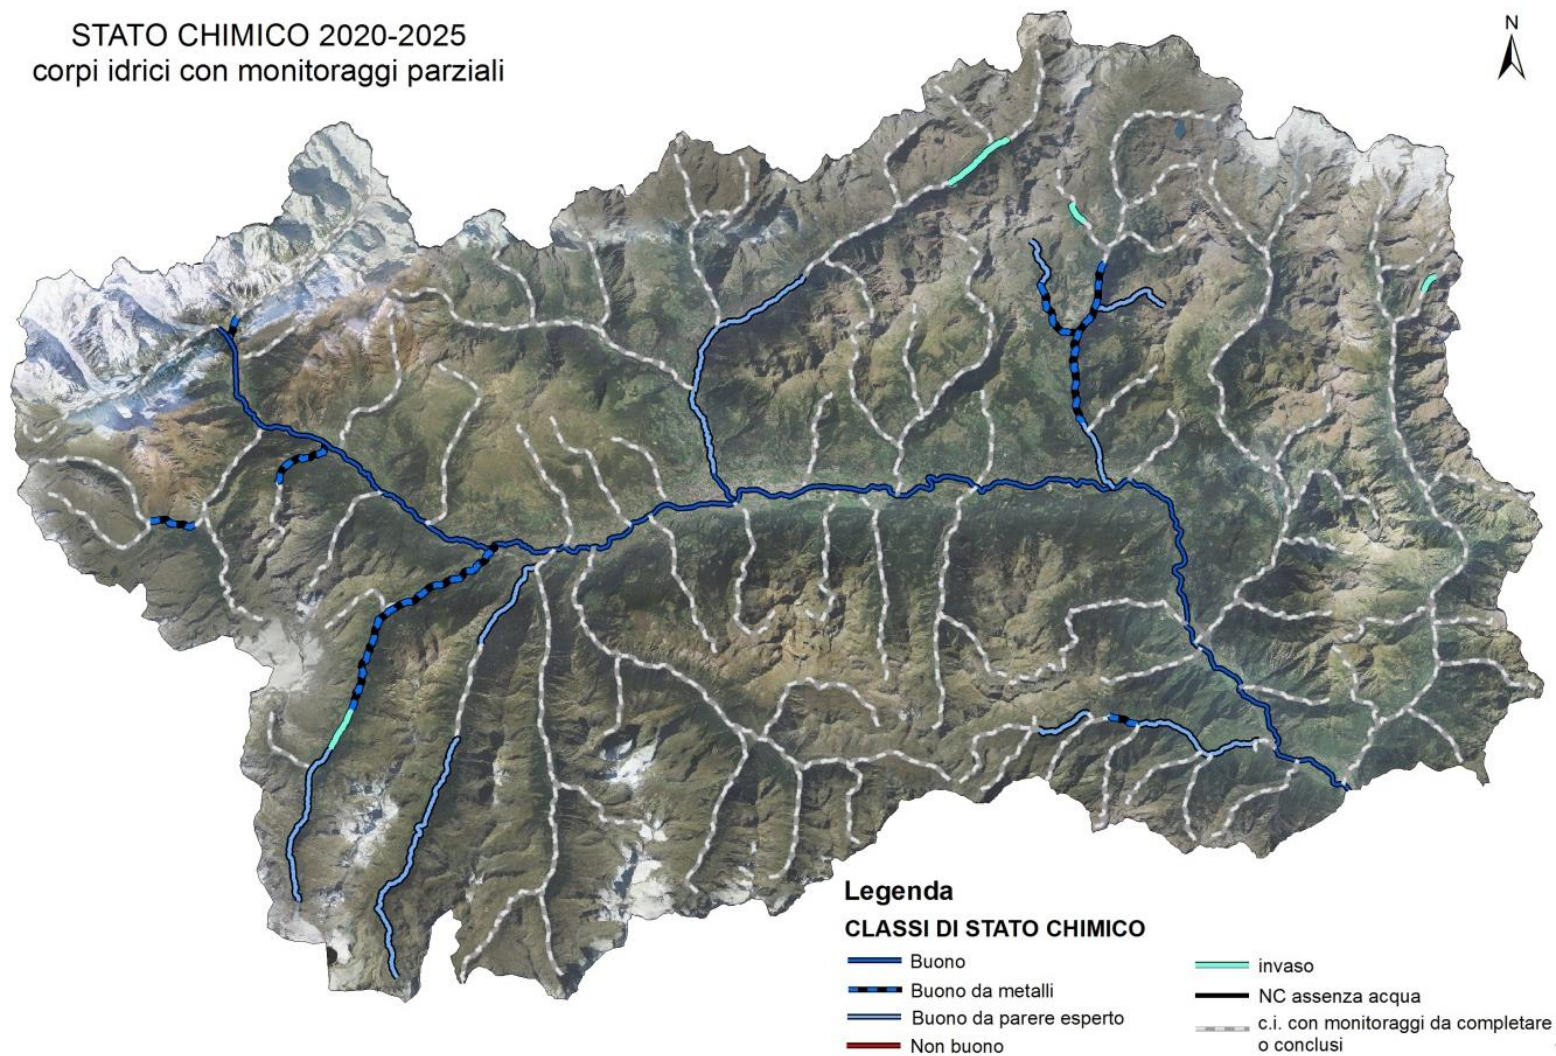 STATO CHIMICO 2020-2025
corpi idrici con monitoraggi parziali
N
Legenda
CLASSI DI STATO CHIMICO
Buono
Buono da metalli
Buono da parere esperto
Non buono
invaso
NC assenza acqua
c.i. con monitoraggi da completare
o conclusi